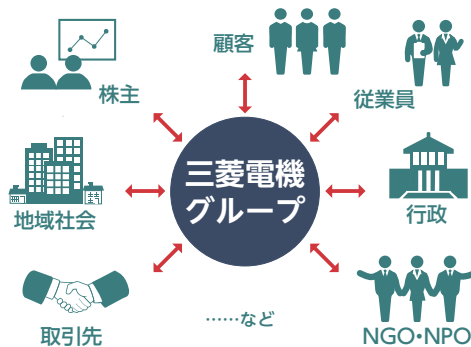 顧客
株主
従業員
三菱電機
グループ
地域社会
行政
取引先
……など
NGO・NPO